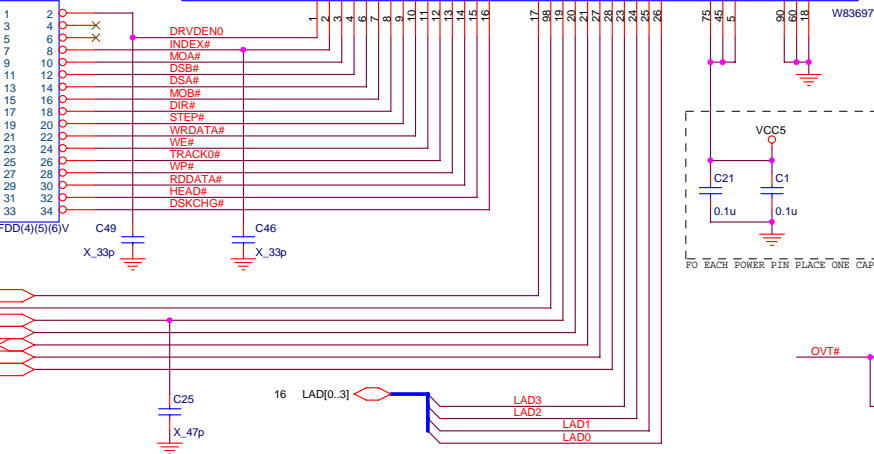 1 2 3 4 5 6 7 8 9 10 11 12 13 14 15 16 17 98 19 20 21 27 28 23 24 25 26 75 45 5 90 60 18 W83697
1 2
3 4
5 6 DRVDEN0
7 8 INDEX#
9 10 MOA#
11 12 DSB#
13 14 DSA#
15 16 MOB#
17 18 DIR#
19 20 STEP#
21 22 WRDATA#
23 24 WE#
25 26 TRACK0#
27 28 WP#
29 30 RDDATA#
31 32 HEAD#
33 34 DSKCHG#
FDD(4)(5)(6)V
C49
X_33p
C46
X_33p
VCC5
C21
0.1u
C1
0.1u
FO EACH POWER PIN PLACE ONE CAP
OVT#
C25
X_47p
16 LAD[0..3]
LAD3
LAD2
LAD1
LAD0